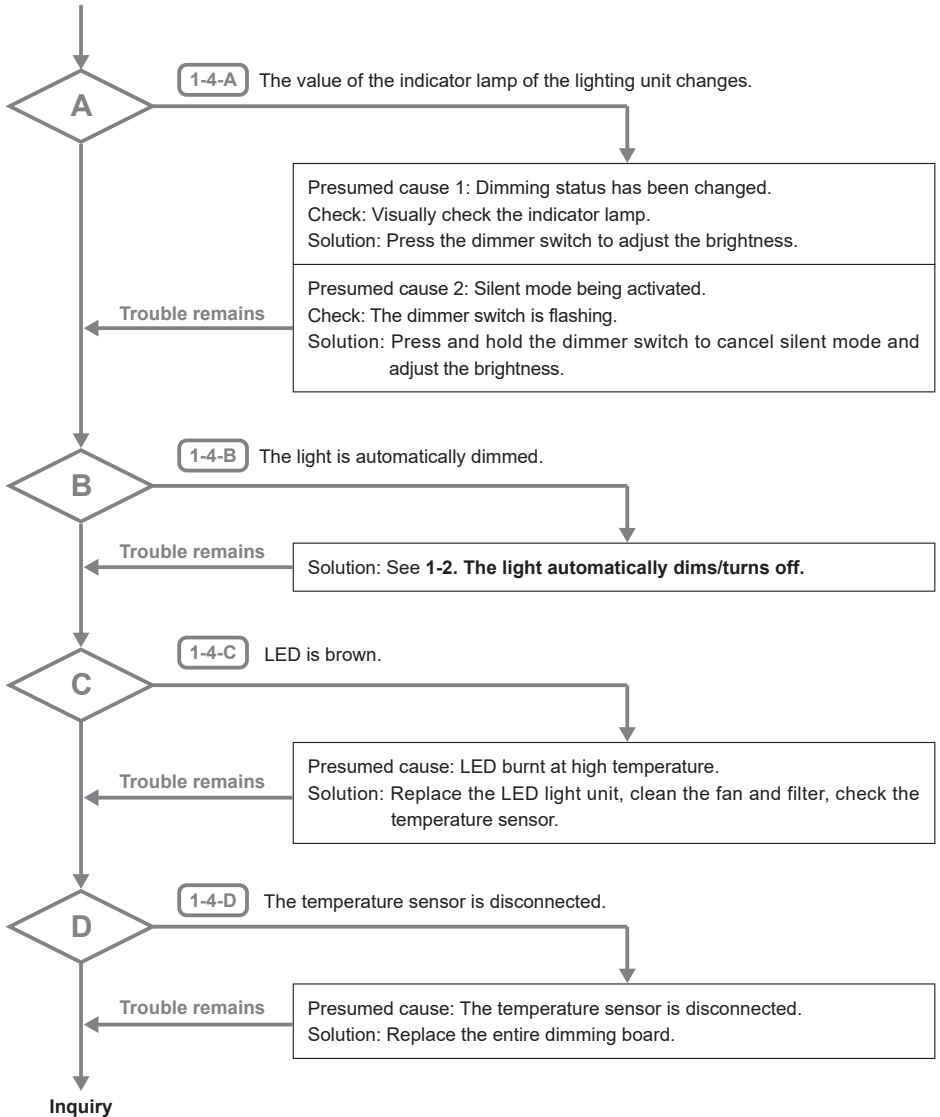 A
1-4-A The value of the indicator lamp of the lighting unit changes.
Presumed cause 1: Dimming status has been changed.
Check: Visually check the indicator lamp.
Solution: Press the dimmer switch to adjust the brightness.
Presumed cause 2: Silent mode being activated.
Trouble remains
Check: The dimmer switch is flashing.
Solution: Press and hold the dimmer switch to cancel silent mode and
adjust the brightness.
B
1-4-B The light is automatically dimmed.
Trouble remains
Solution: See 1-2. The light automatically dims/turns off.
C
1-4-C LED is brown.
Presumed cause: LED burnt at high temperature.
Trouble remains
Solution: Replace the LED light unit, clean the fan and filter, check the
temperature sensor.
D
1-4-D The temperature sensor is disconnected.
Trouble remains
Presumed cause: The temperature sensor is disconnected.
Solution: Replace the entire dimming board.
Inquiry